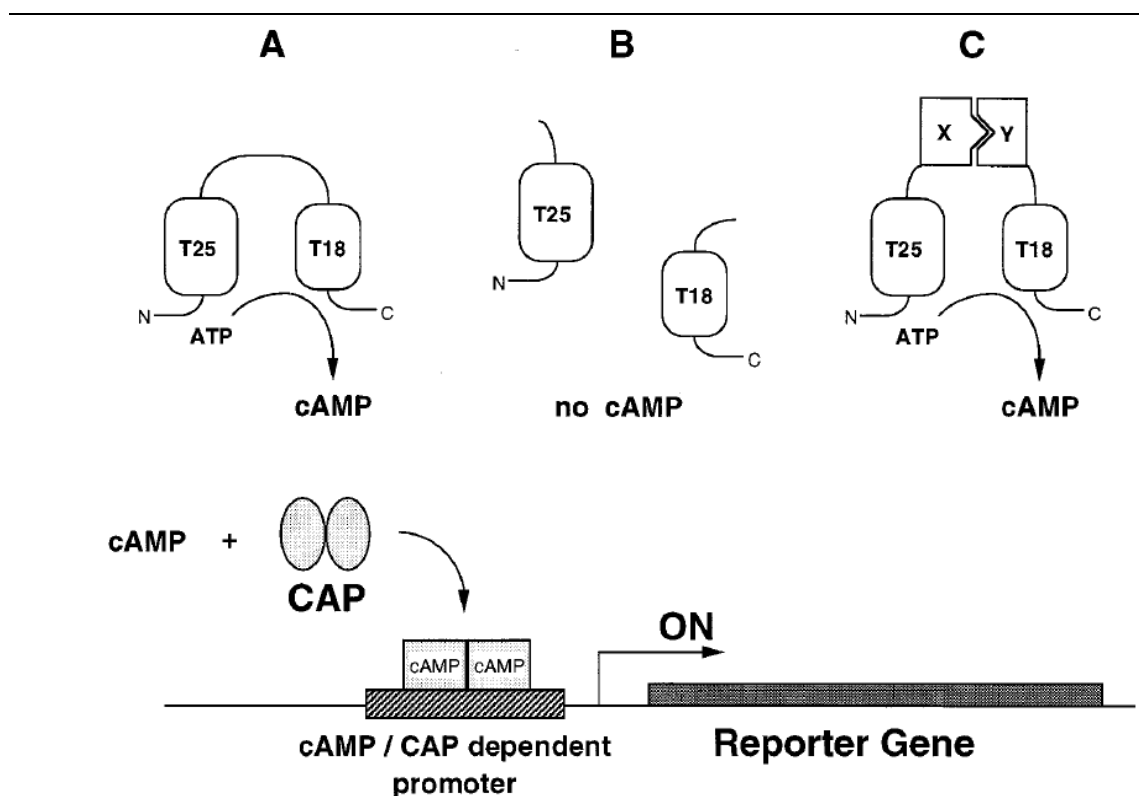 A B C
X Y
T25 T18 T25 T18 T25 T18
N C N C N C
ATP ATP
cAMP no cAMP cAMP
cAMP + CAP
ON
cAMP cAMP
cAMP / CAP dependent
promoter
Reporter Gene